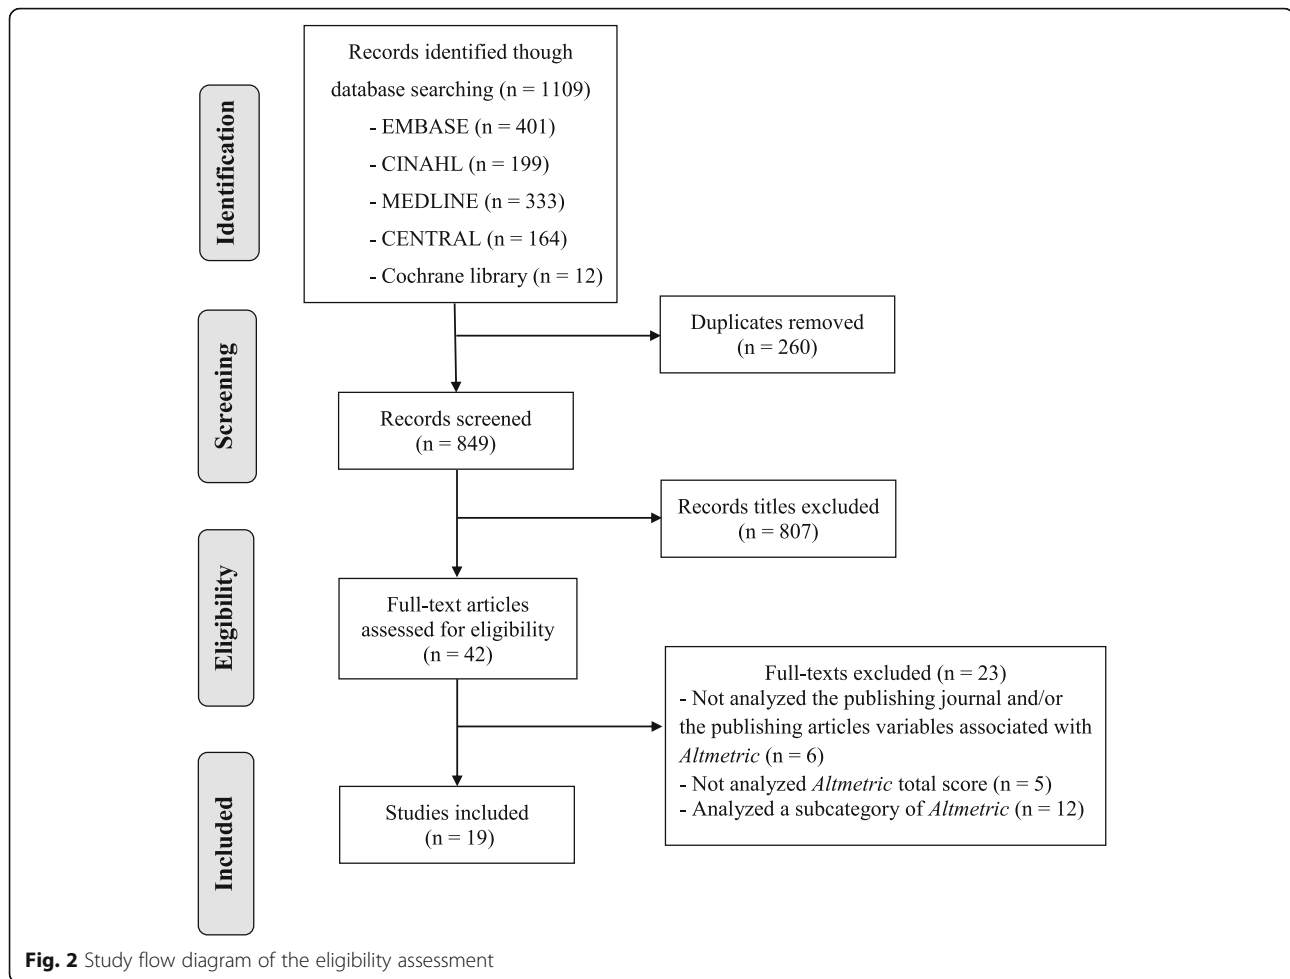 Records identified though
database searching (n = 1109)
- EMBASE (n = 401)
- CINAHL (n = 199)
- MEDLINE (n = 333)
- CENTRAL (n = 164)
- Cochrane library (n = 12)
Identification
Duplicates removed
(n = 260)
Screening
Records screened
(n = 849)
Records titles excluded
(n = 807)
Eligibility
Full-text articles
assessed for eligibility
(n = 42)
Full-texts excluded (n = 23)
- Not analyzed the publishing journal and/or
the publishing articles variables associated with
Altmetric (n = 6)
- Not analyzed Altmetric total score (n = 5)
- Analyzed a subcategory of Altmetric (n = 12)
Included
Studies included
(n = 19)
Fig. 2 Study flow diagram of the eligibility assessment